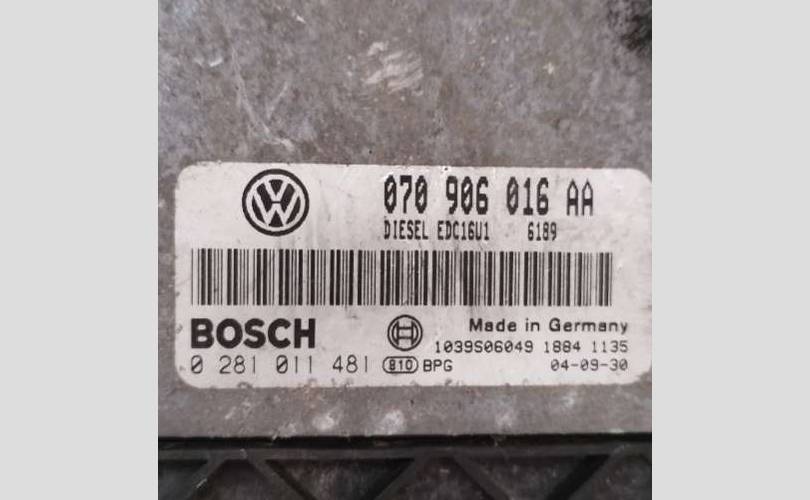 070 906 016 AA
DIESEL EDC16U1 6189
BOSCH
Made in Germany
1039S06049 1884 1135
0 281 011 481 810 BPG 04-09-30